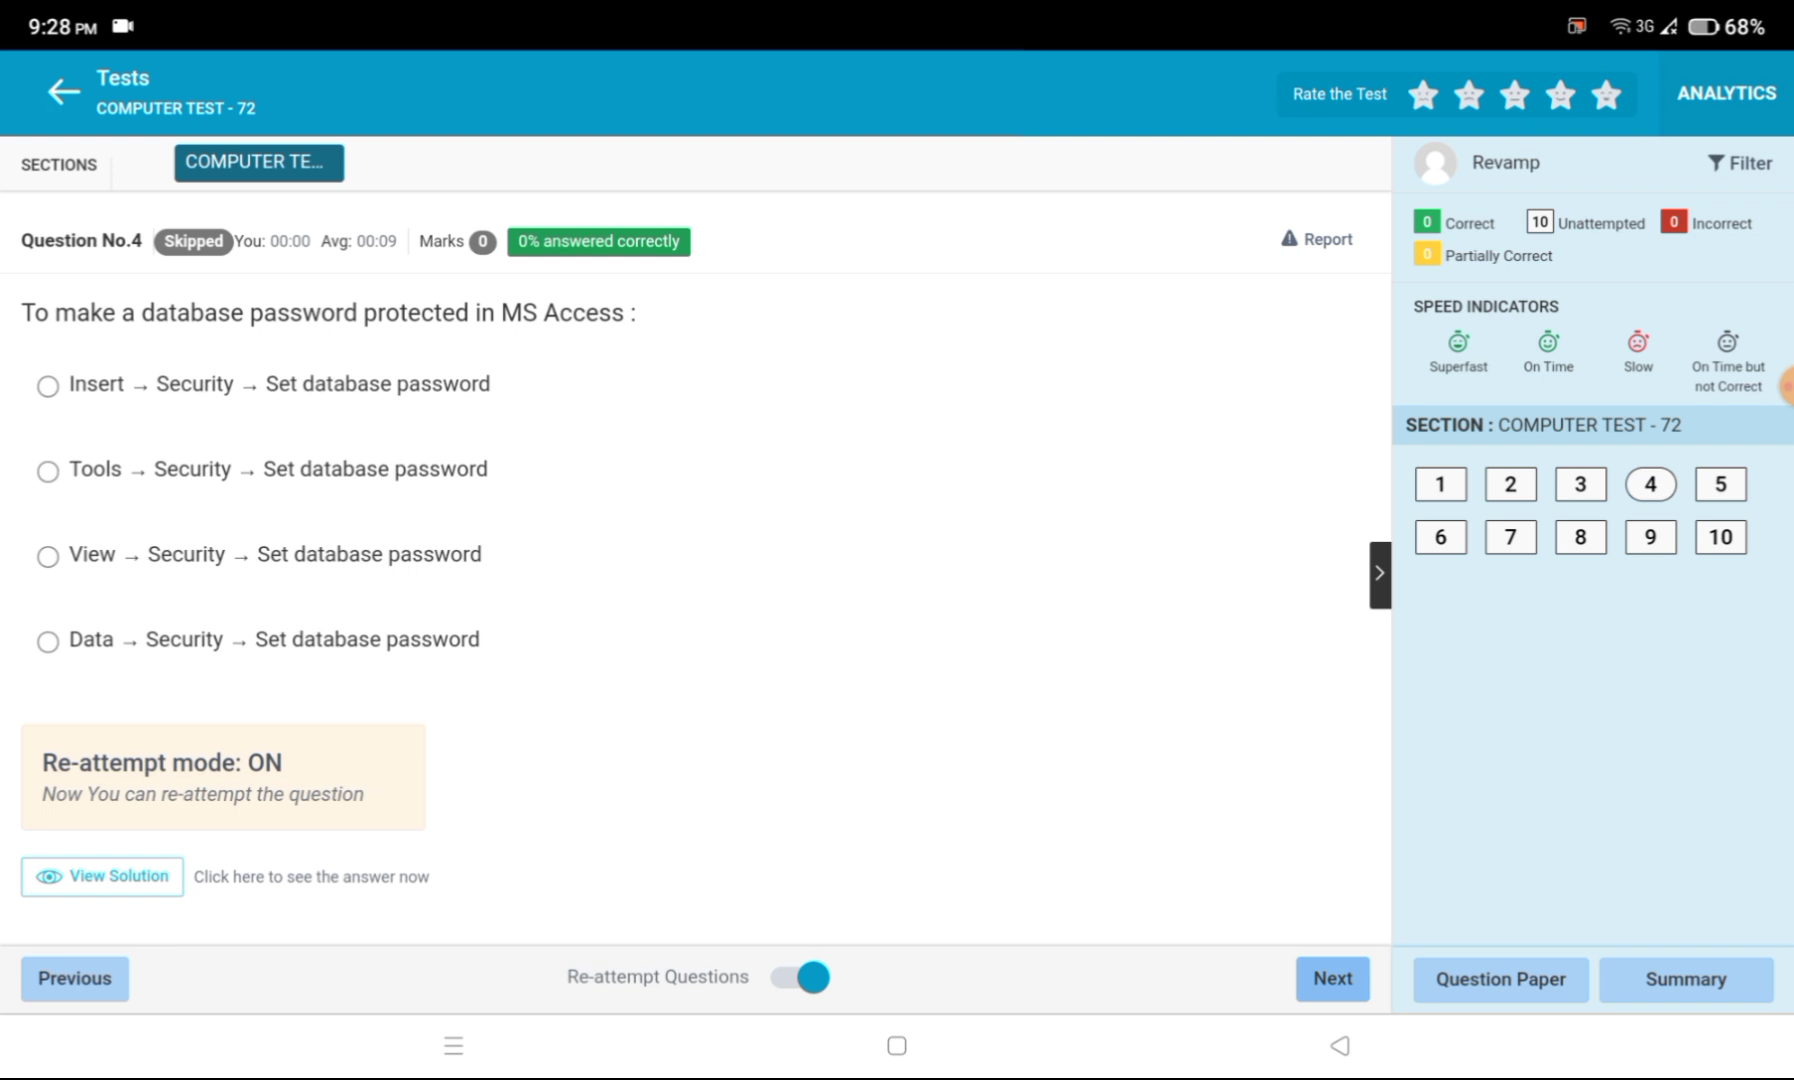 9:28 PM
3G 68%
Tests
COMPUTER TEST - 72
Rate the Test
ANALYTICS
SECTIONS
COMPUTER TE...
Revamp
Filter
0 Correct
10 Unattempted
0 Incorrect
0 Partially Correct
Question No.4 Skipped You: 00:00 Avg: 00:09 Marks 0 0% answered correctly
Report
To make a database password protected in MS Access :
Insert → Security → Set database password
Tools → Security → Set database password
View → Security → Set database password
Data → Security → Set database password
SPEED INDICATORS
Superfast
On Time
Slow
On Time but
not Correct
SECTION : COMPUTER TEST - 72
1 2 3 4 5
6 7 8 9 10
Re-attempt mode: ON
Now You can re-attempt the question
View Solution Click here to see the answer now
Previous
Re-attempt Questions
Next
Question Paper
Summary